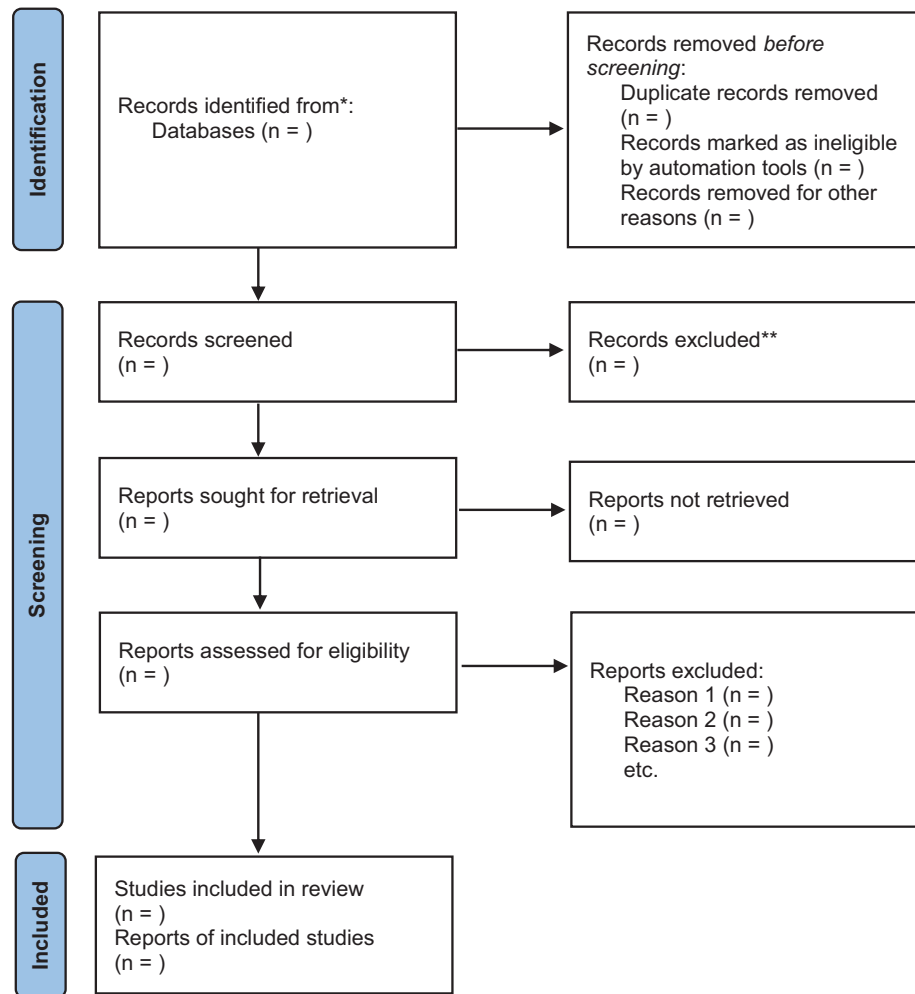 Identification
Records identified from*:
Databases (n = )
Records removed before
screening:
Duplicate records removed
(n = )
Records marked as ineligible
by automation tools (n = )
Records removed for other
reasons (n = )
Screening
Records screened
(n = )
Records excluded**
(n = )
Reports sought for retrieval
(n = )
Reports not retrieved
(n = )
Reports assessed for eligibility
(n = )
Reports excluded:
Reason 1 (n = )
Reason 2 (n = )
Reason 3 (n = )
etc.
Included
Studies included in review
(n = )
Reports of included studies
(n = )